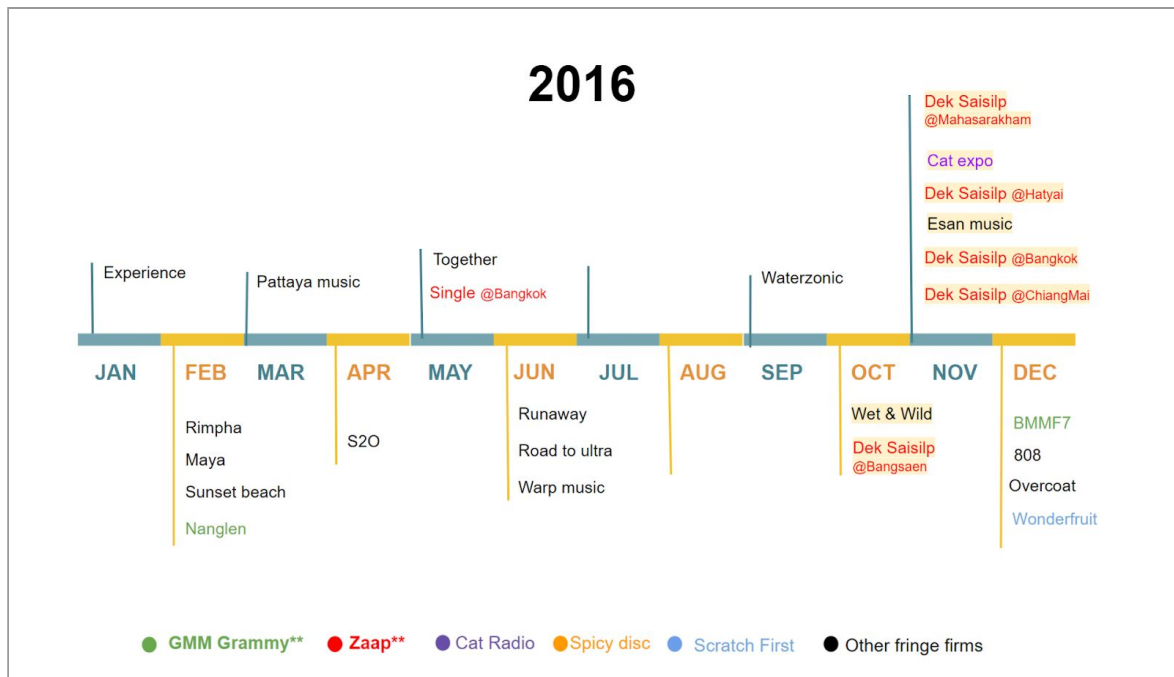 2016
Dek Saisilp
@Mahasarakham
Cat expo
Dek Saisilp @Hatyai
Esan music
Dek Saisilp @Bangkok
Dek Saisilp @ChiangMai
Experience
Pattaya music
Together
Single @Bangkok
Waterzonic
JAN FEB MAR APR MAY JUN JUL AUG SEP OCT NOV DEC
Rimpha
Maya
Sunset beach
Nanglen
S2O
Runaway
Road to ultra
Warp music
Wet & Wild
Dek Saisilp
@Bangsaen
BMMF7
808
Overcoat
Wonderfruit
GMM Grammy** Zaap** Cat Radio Spicy disc Scratch First Other fringe firms